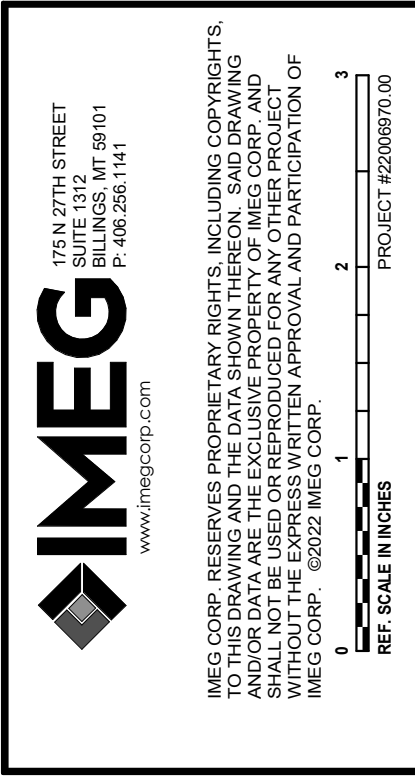 IMEG
www.imegcorp.com
175 N 27TH STREET
SUITE 1312
BILLINGS, MT 59101
P: 406.256.1141
IMEG CORP. RESERVES PROPRIETARY RIGHTS, INCLUDING COPYRIGHTS,
TO THIS DRAWING AND THE DATA SHOWN THEREON. SAID DRAWING
AND/OR DATA ARE THE EXCLUSIVE PROPERTY OF IMEG CORP. AND
SHALL NOT BE USED OR REPRODUCED FOR ANY OTHER PROJECT
WITHOUT THE EXPRESS WRITTEN APPROVAL AND PARTICIPATION OF
IMEG CORP. ©2022 IMEG CORP.
0 1 2 3
REF. SCALE IN INCHES PROJECT #22006970.00